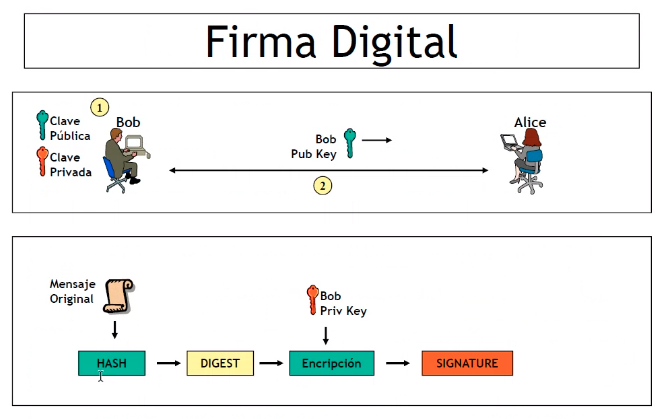 Firma Digital
1
Clave
Pública
Bob
Clave
Privada
Bob
Pub Key
Alice
2
Mensaje
Original
Bob
Priv Key
HASH
DIGEST
Encripción
SIGNATURE